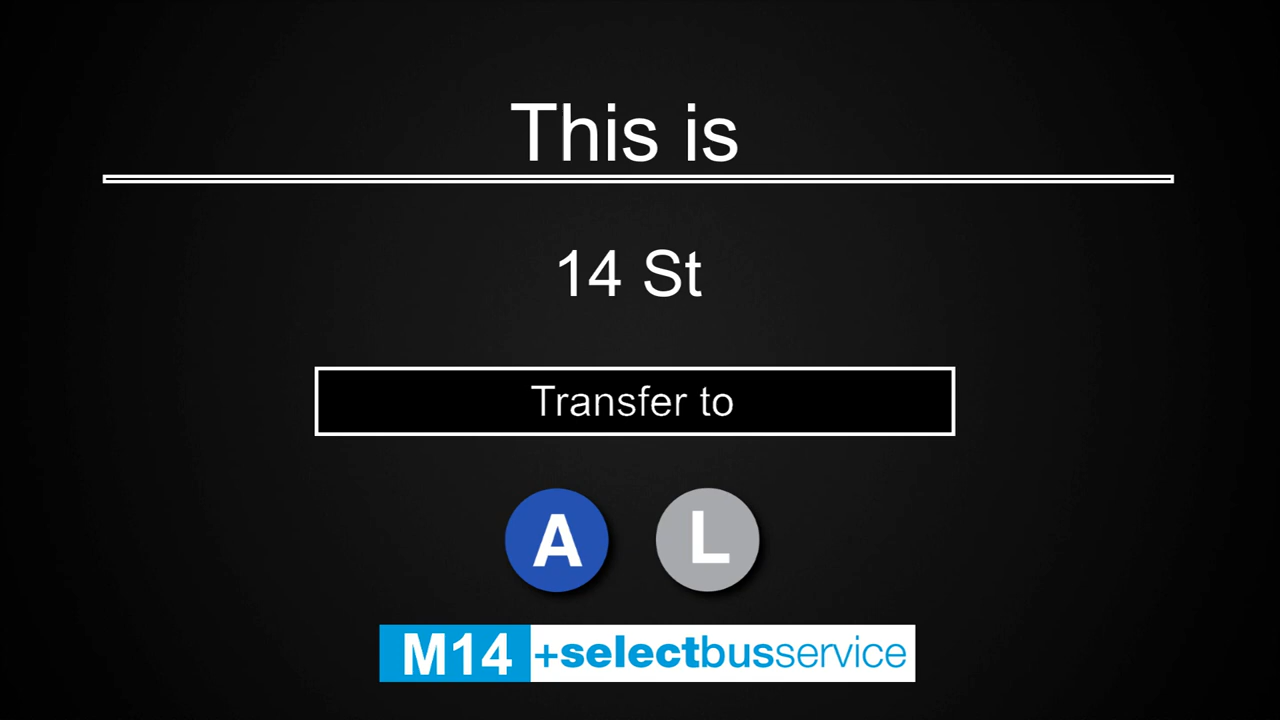 This is
14 St
Transfer to
A L
M14 +selectbusservice